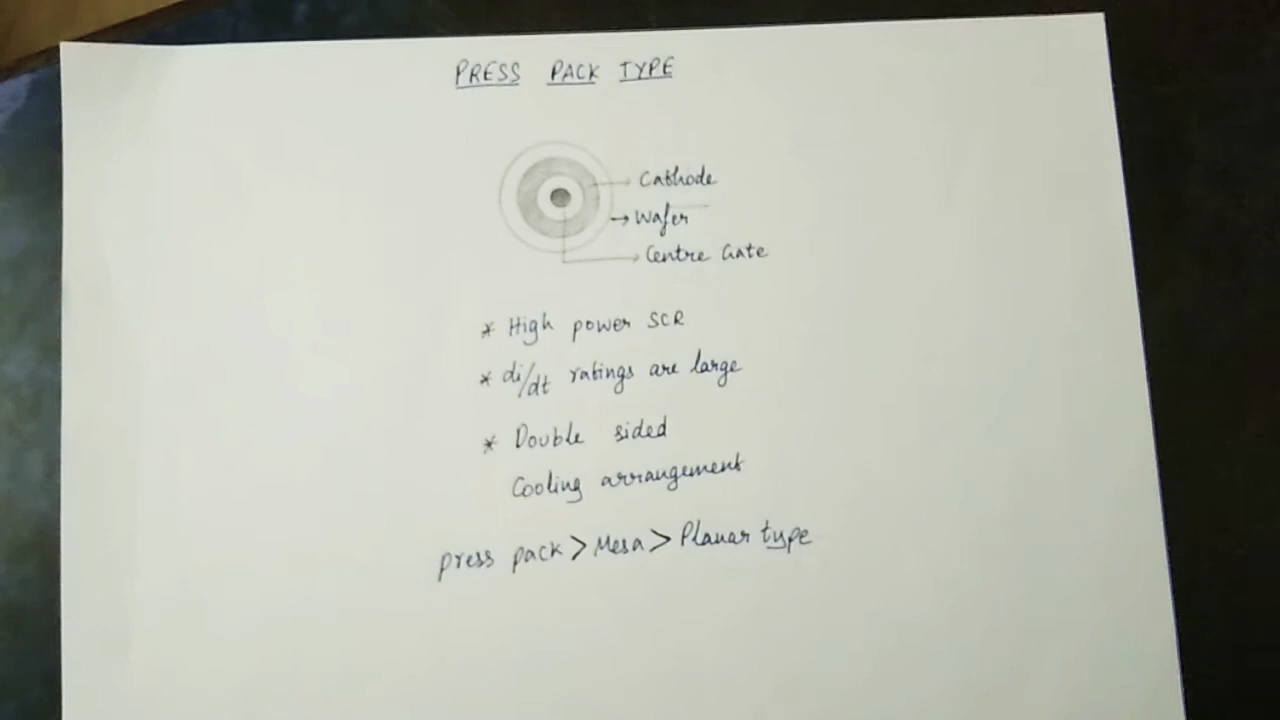 PRESS PACK TYPE
Cathode
Wafer
Centre Gate
* High power SCR
* di/dt ratings are large
* Double sided
Cooling arrangement
press pack > Mesa > Planar type